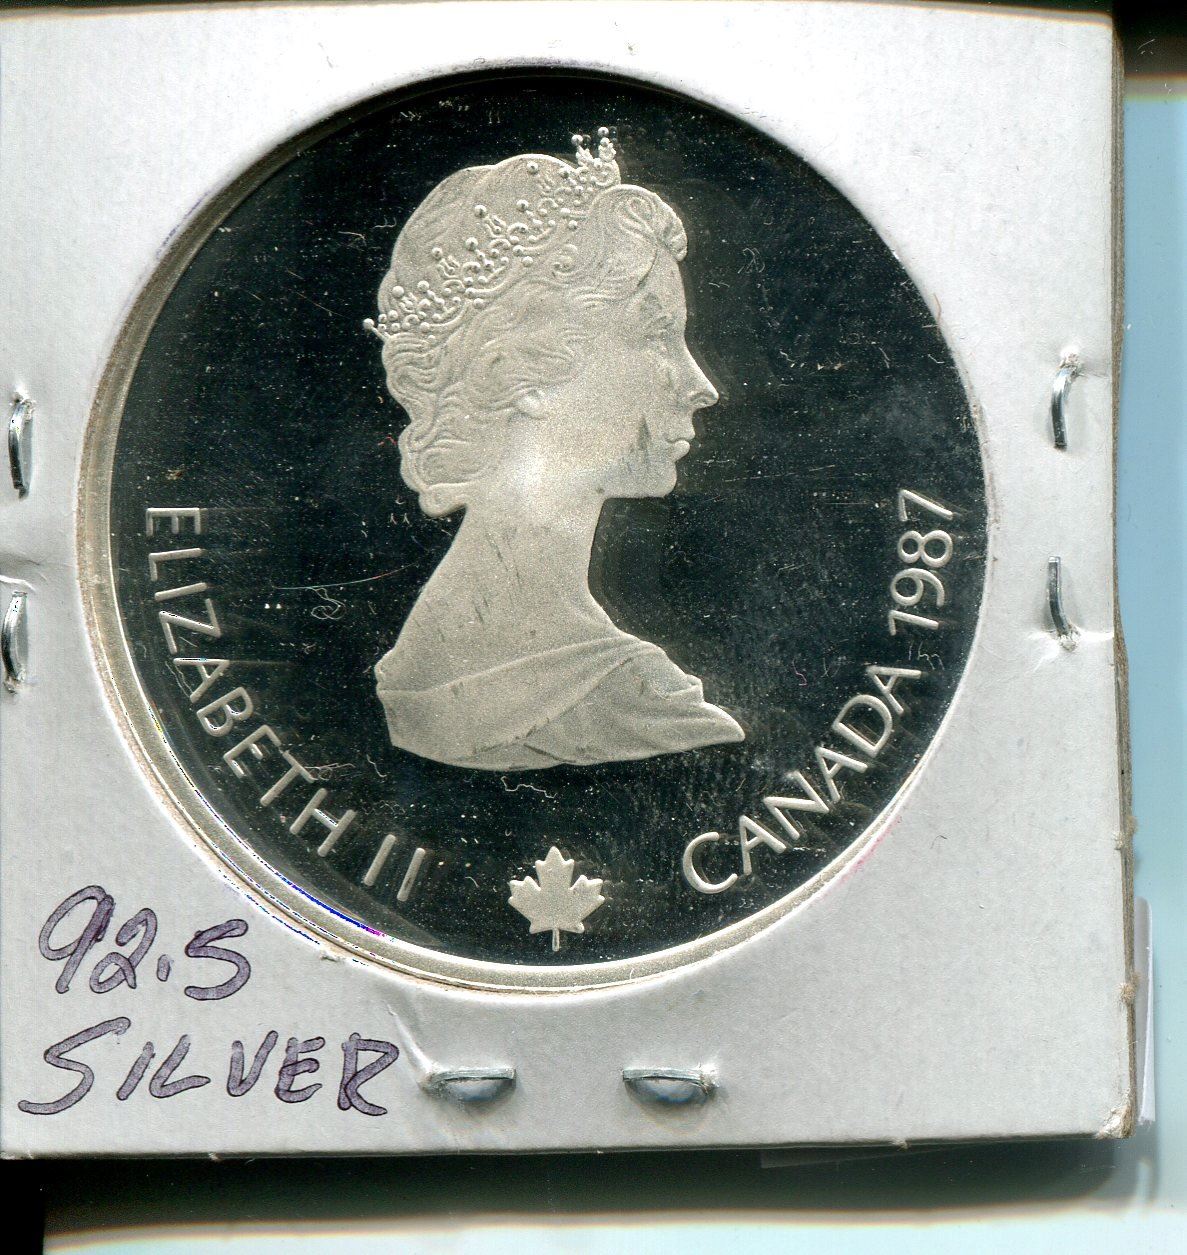 ELIZABETH II
CANADA 1987
92.5
SILVER